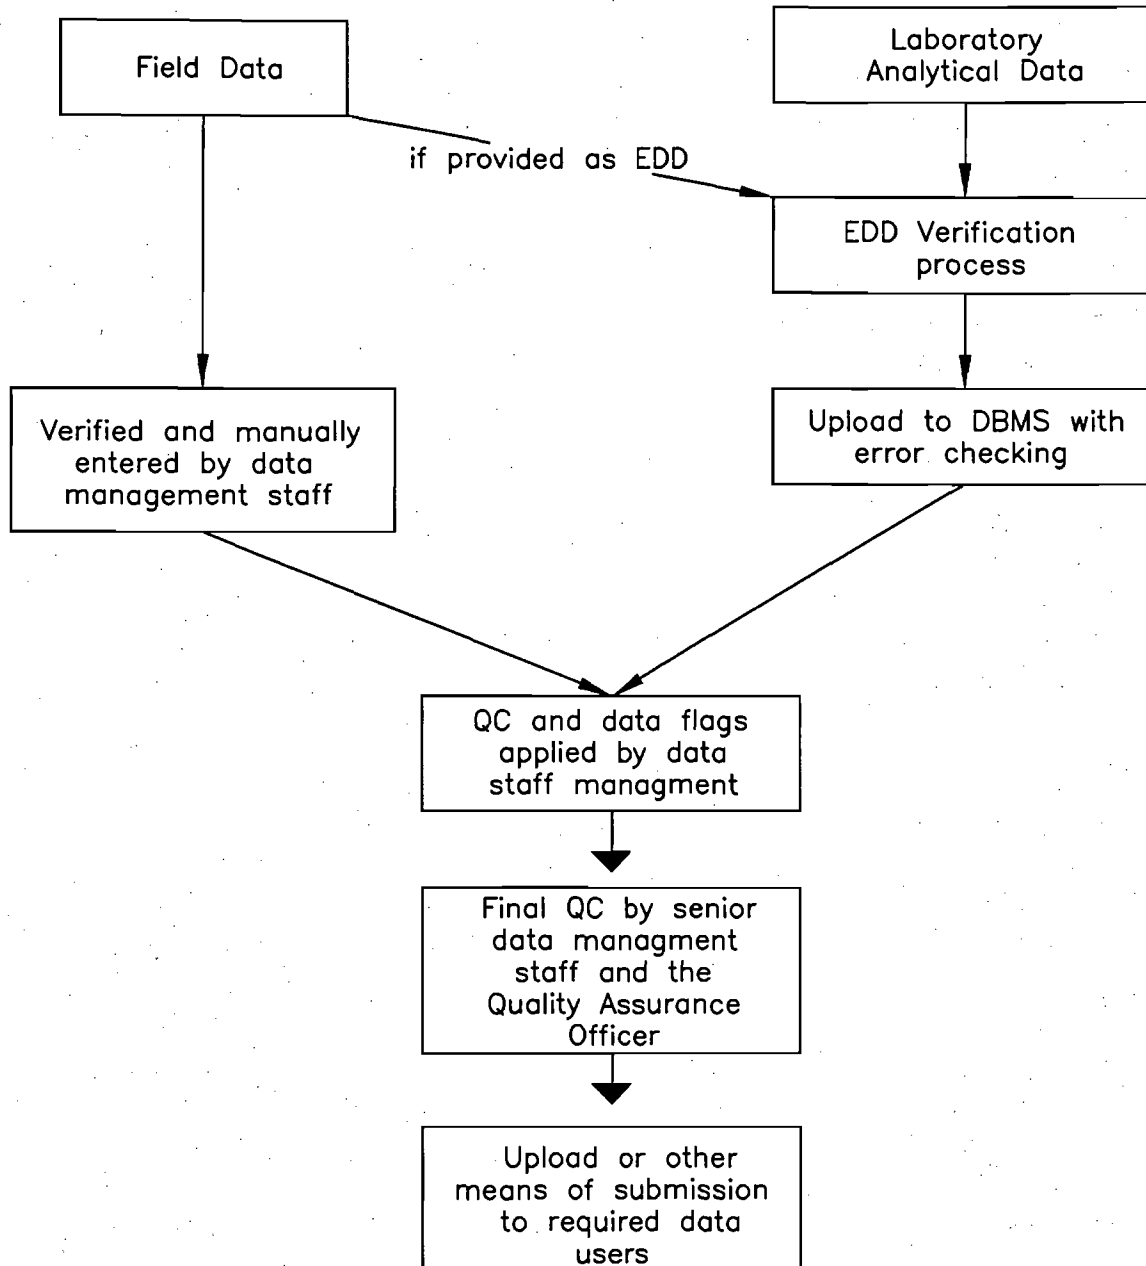 Field Data
Laboratory
Analytical Data
if provided as EDD
EDD Verification
process
Verified and manually
entered by data
management staff
Upload to DBMS with
error checking
QC and data flags
applied by data
staff managment
Final QC by senior
data managment
staff and the
Quality Assurance
Officer
Upload or other
means of submission
to required data
users